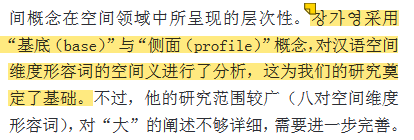 间概念在空间领域中所呈现的层次性。장가영采用
“基底（base）”与“侧面（profile）”概念，对汉语空间
维度形容词的空间义进行了分析，这为我们的研究奠
定了基础。不过，他的研究范围较广（八对空间维度
形容词），对“大”的阐述不够详细，需要进一步完善。